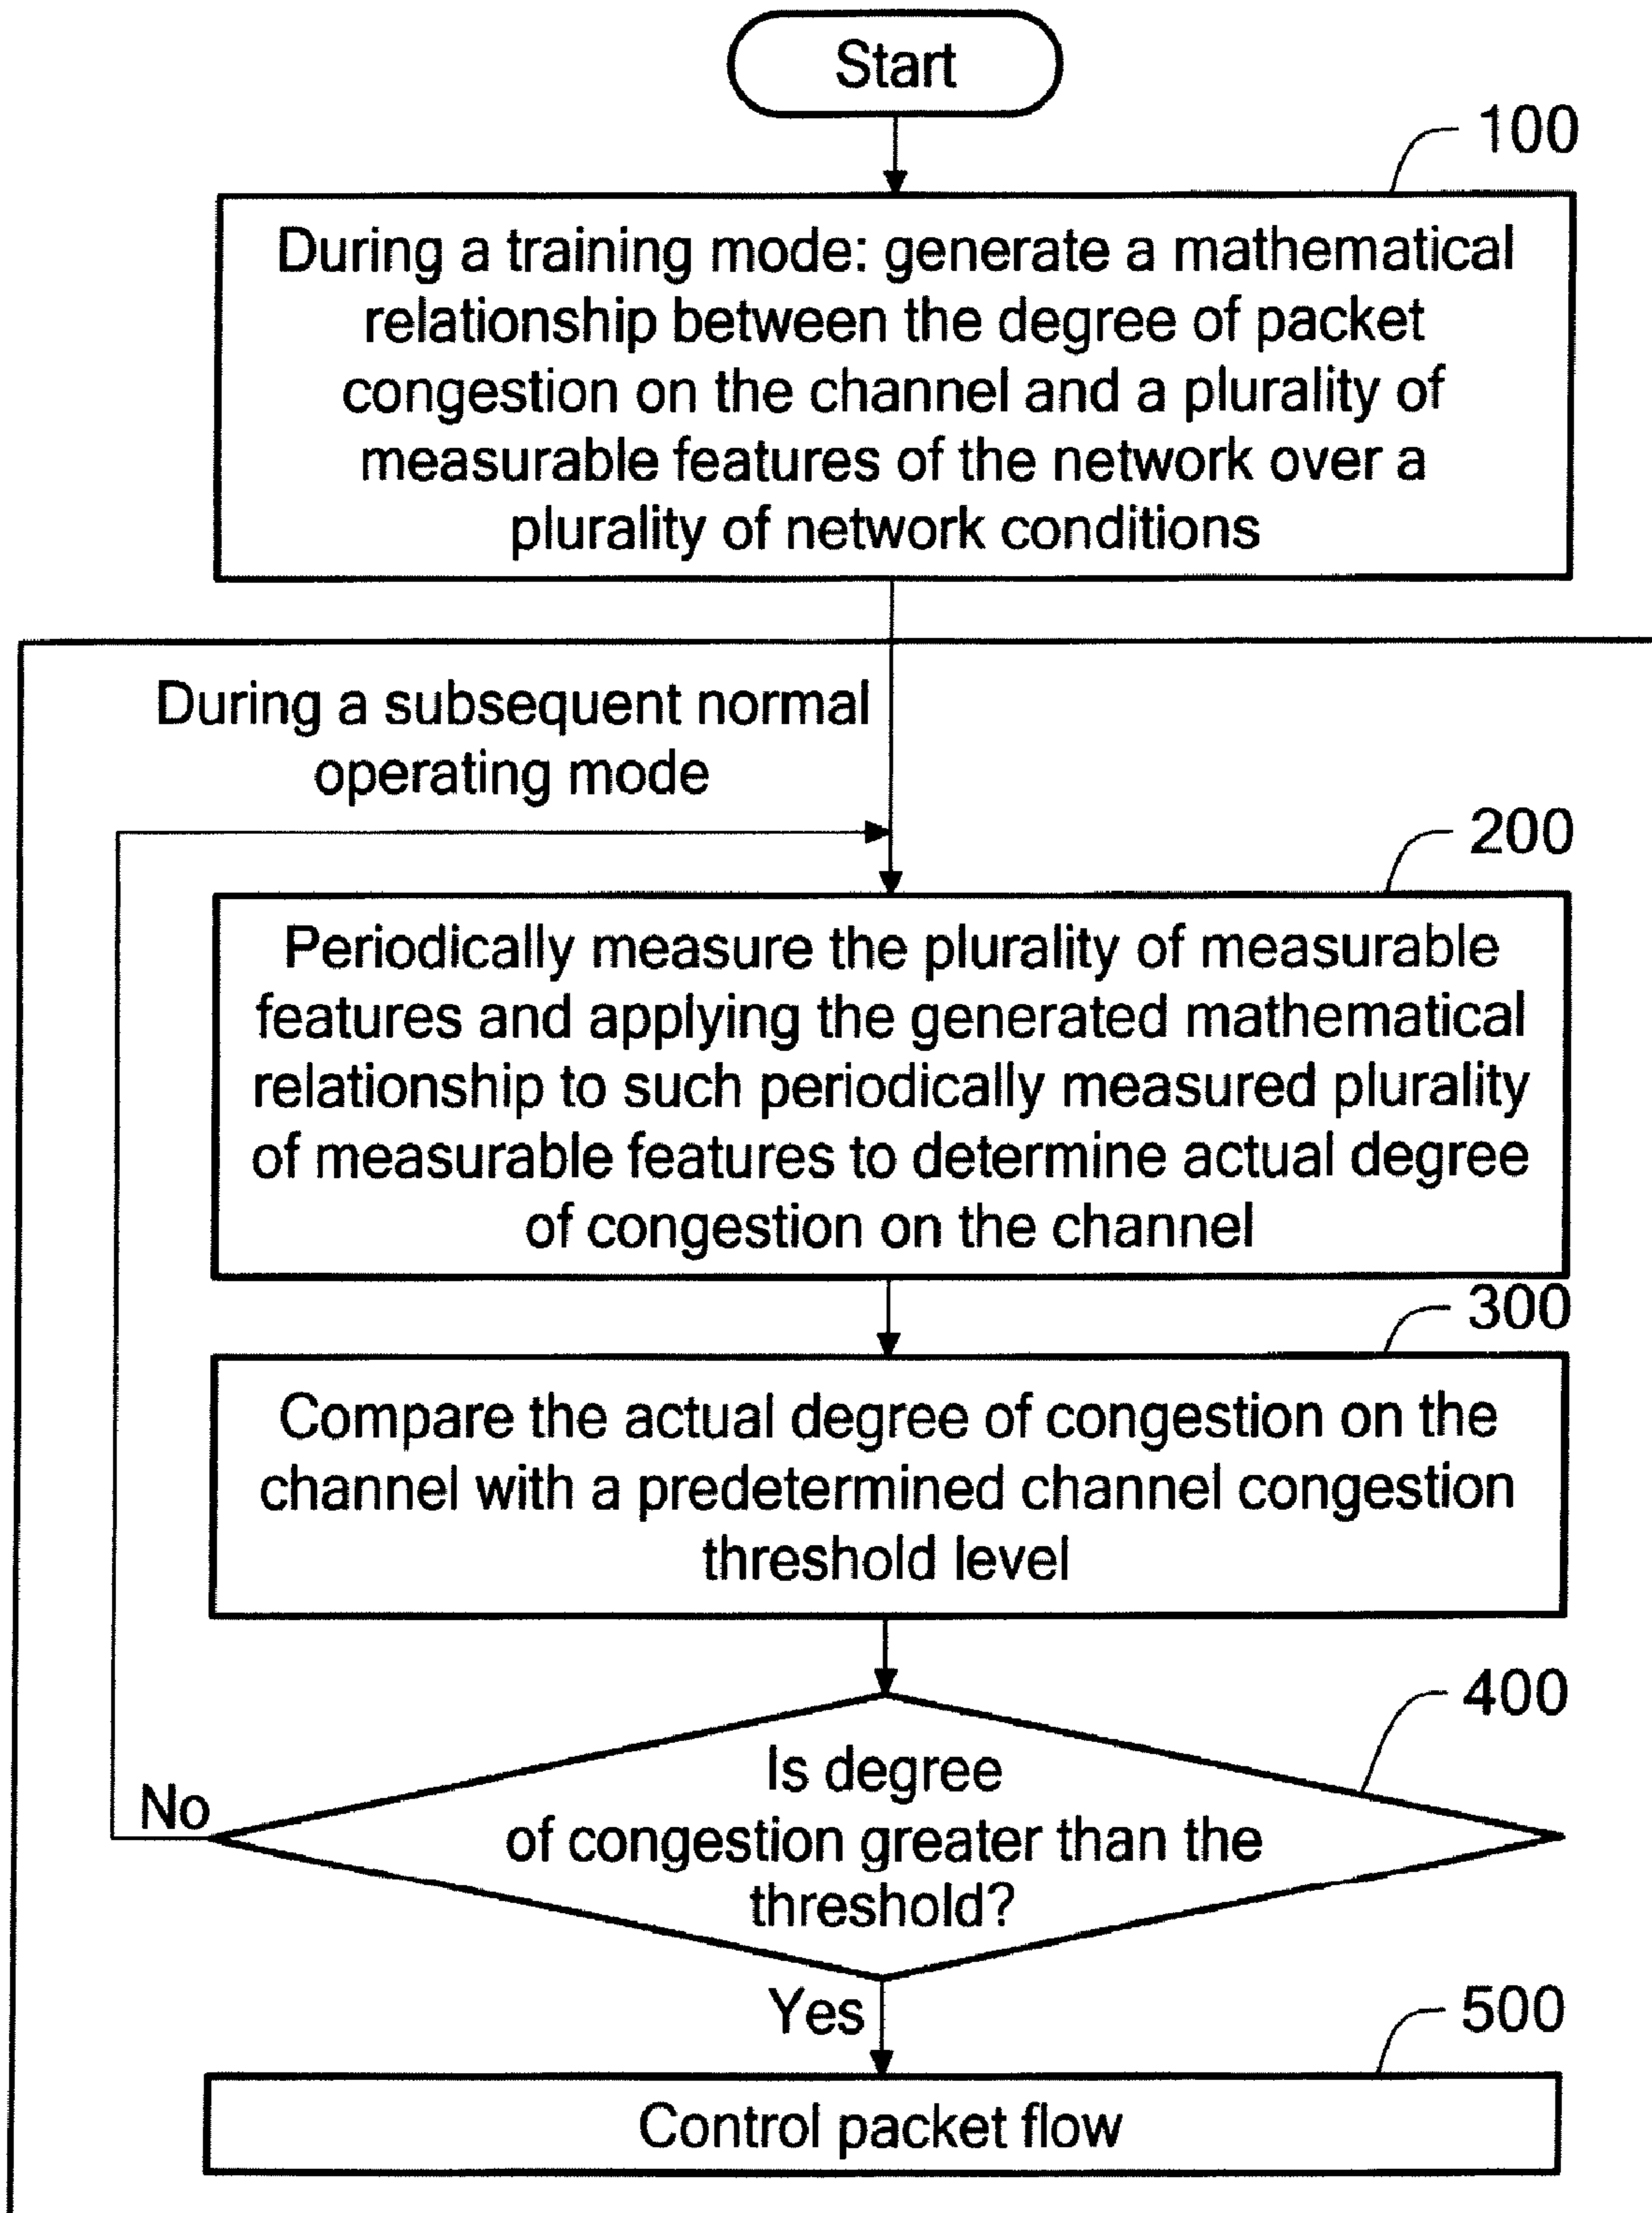 Start
100
During a training mode: generate a mathematical
relationship between the degree of packet
congestion on the channel and a plurality of
measurable features of the network over a
plurality of network conditions
During a subsequent normal
operating mode
200
Periodically measure the plurality of measurable
features and applying the generated mathematical
relationship to such periodically measured plurality
of measurable features to determine actual degree
of congestion on the channel
300
Compare the actual degree of congestion on the
channel with a predetermined channel congestion
threshold level
400
Is degree
of congestion greater than the
threshold?
No
Yes
500
Control packet flow